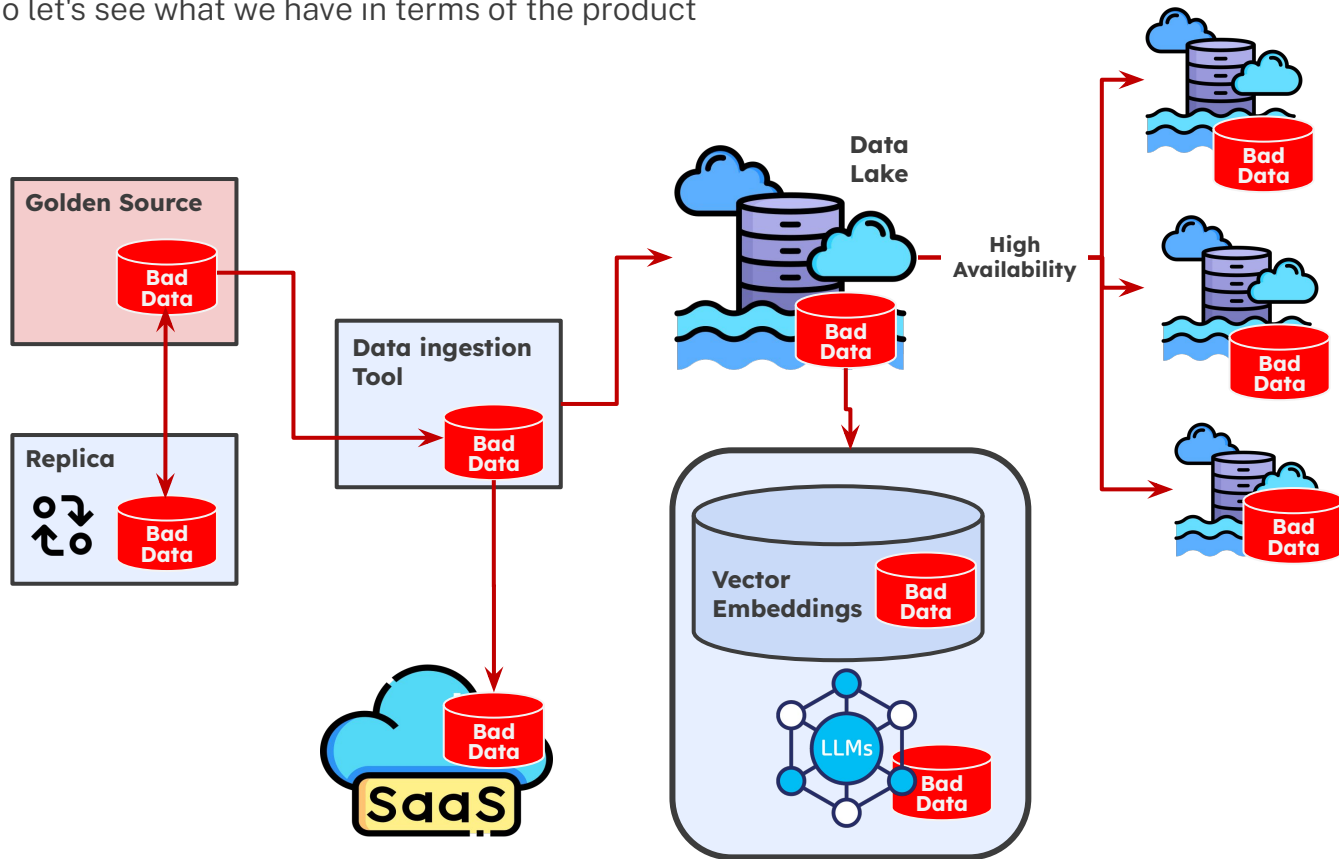 o let's see what we have in terms of the product
Golden Source
Bad
Data
Replica
Bad
Data
Data ingestion
Tool
Bad
Data
Bad
Data
SaaS
Data
Lake
Bad
Data
High
Availability
Vector
Embeddings
Bad
Data
LLMs
Bad
Data
Bad
Data
Bad
Data
Bad
Data